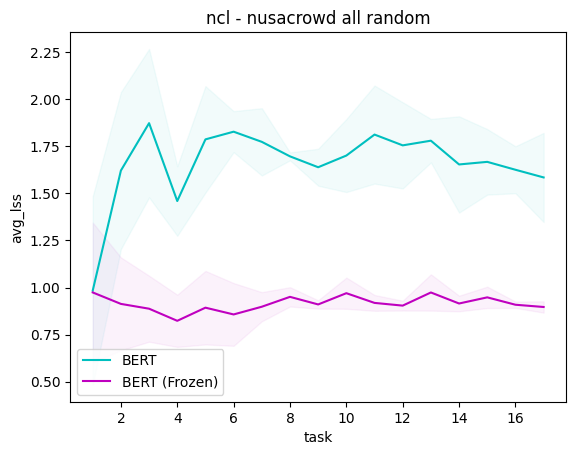 ncl - nusacrowd all random
avg_lss
2.25
2.00
1.75
1.50
1.25
1.00
0.75
0.50
BERT
BERT (Frozen)
2 4 6 8 10 12 14 16
task